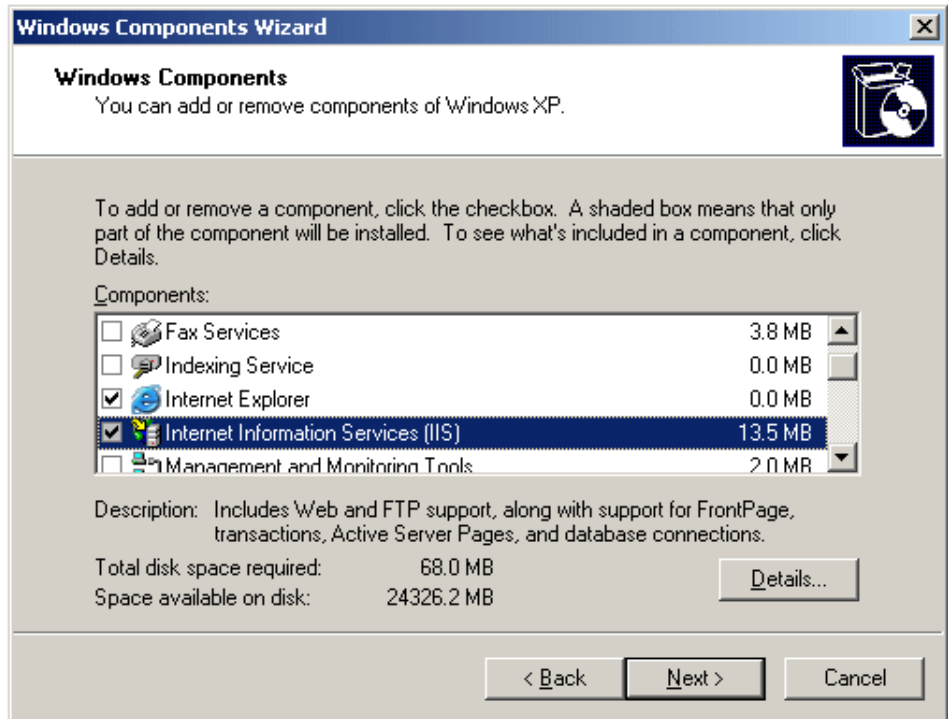 Windows Components Wizard
Windows Components
You can add or remove components of Windows XP.
To add or remove a component, click the checkbox. A shaded box means that only
part of the component will be installed. To see what's included in a component, click
Details.
Components:
Fax Services 3.8 MB
Indexing Service 0.0 MB
Internet Explorer 0.0 MB
Internet Information Services (IIS) 13.5 MB
Management and Monitoring Tools 2.0 MB
Description: Includes Web and FTP support, along with support for FrontPage,
transactions, Active Server Pages, and database connections.
Total disk space required: 68.0 MB
Space available on disk: 24326.2 MB
Details...
< Back Next > Cancel